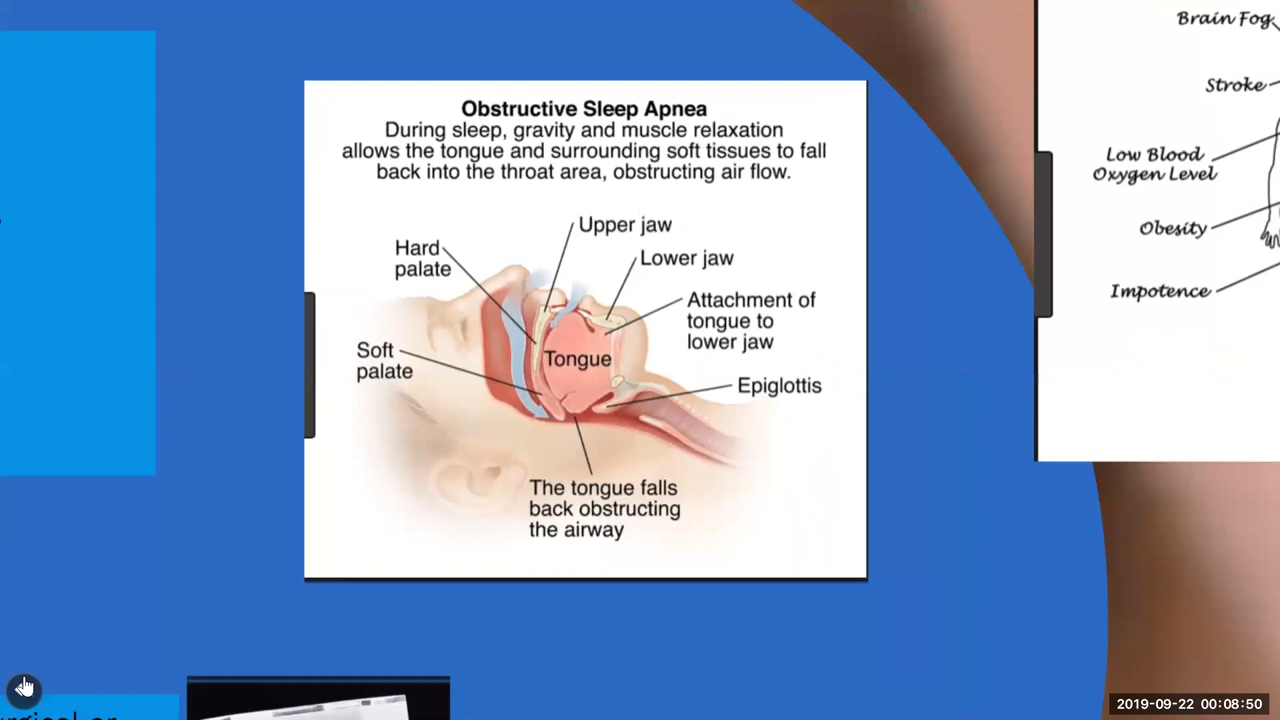 Obstructive Sleep Apnea
During sleep, gravity and muscle relaxation
allows the tongue and surrounding soft tissues to fall
back into the throat area, obstructing air flow.
Upper jaw
Hard
palate
Lower jaw
Attachment of
tongue to
lower jaw
Soft
palate
Tongue
Epiglottis
The tongue falls
back obstructing
the airway
Brain Fog
Stroke
Low Blood
Oxygen Level
Obesity
Impotence
2019-09-22 00:08:50